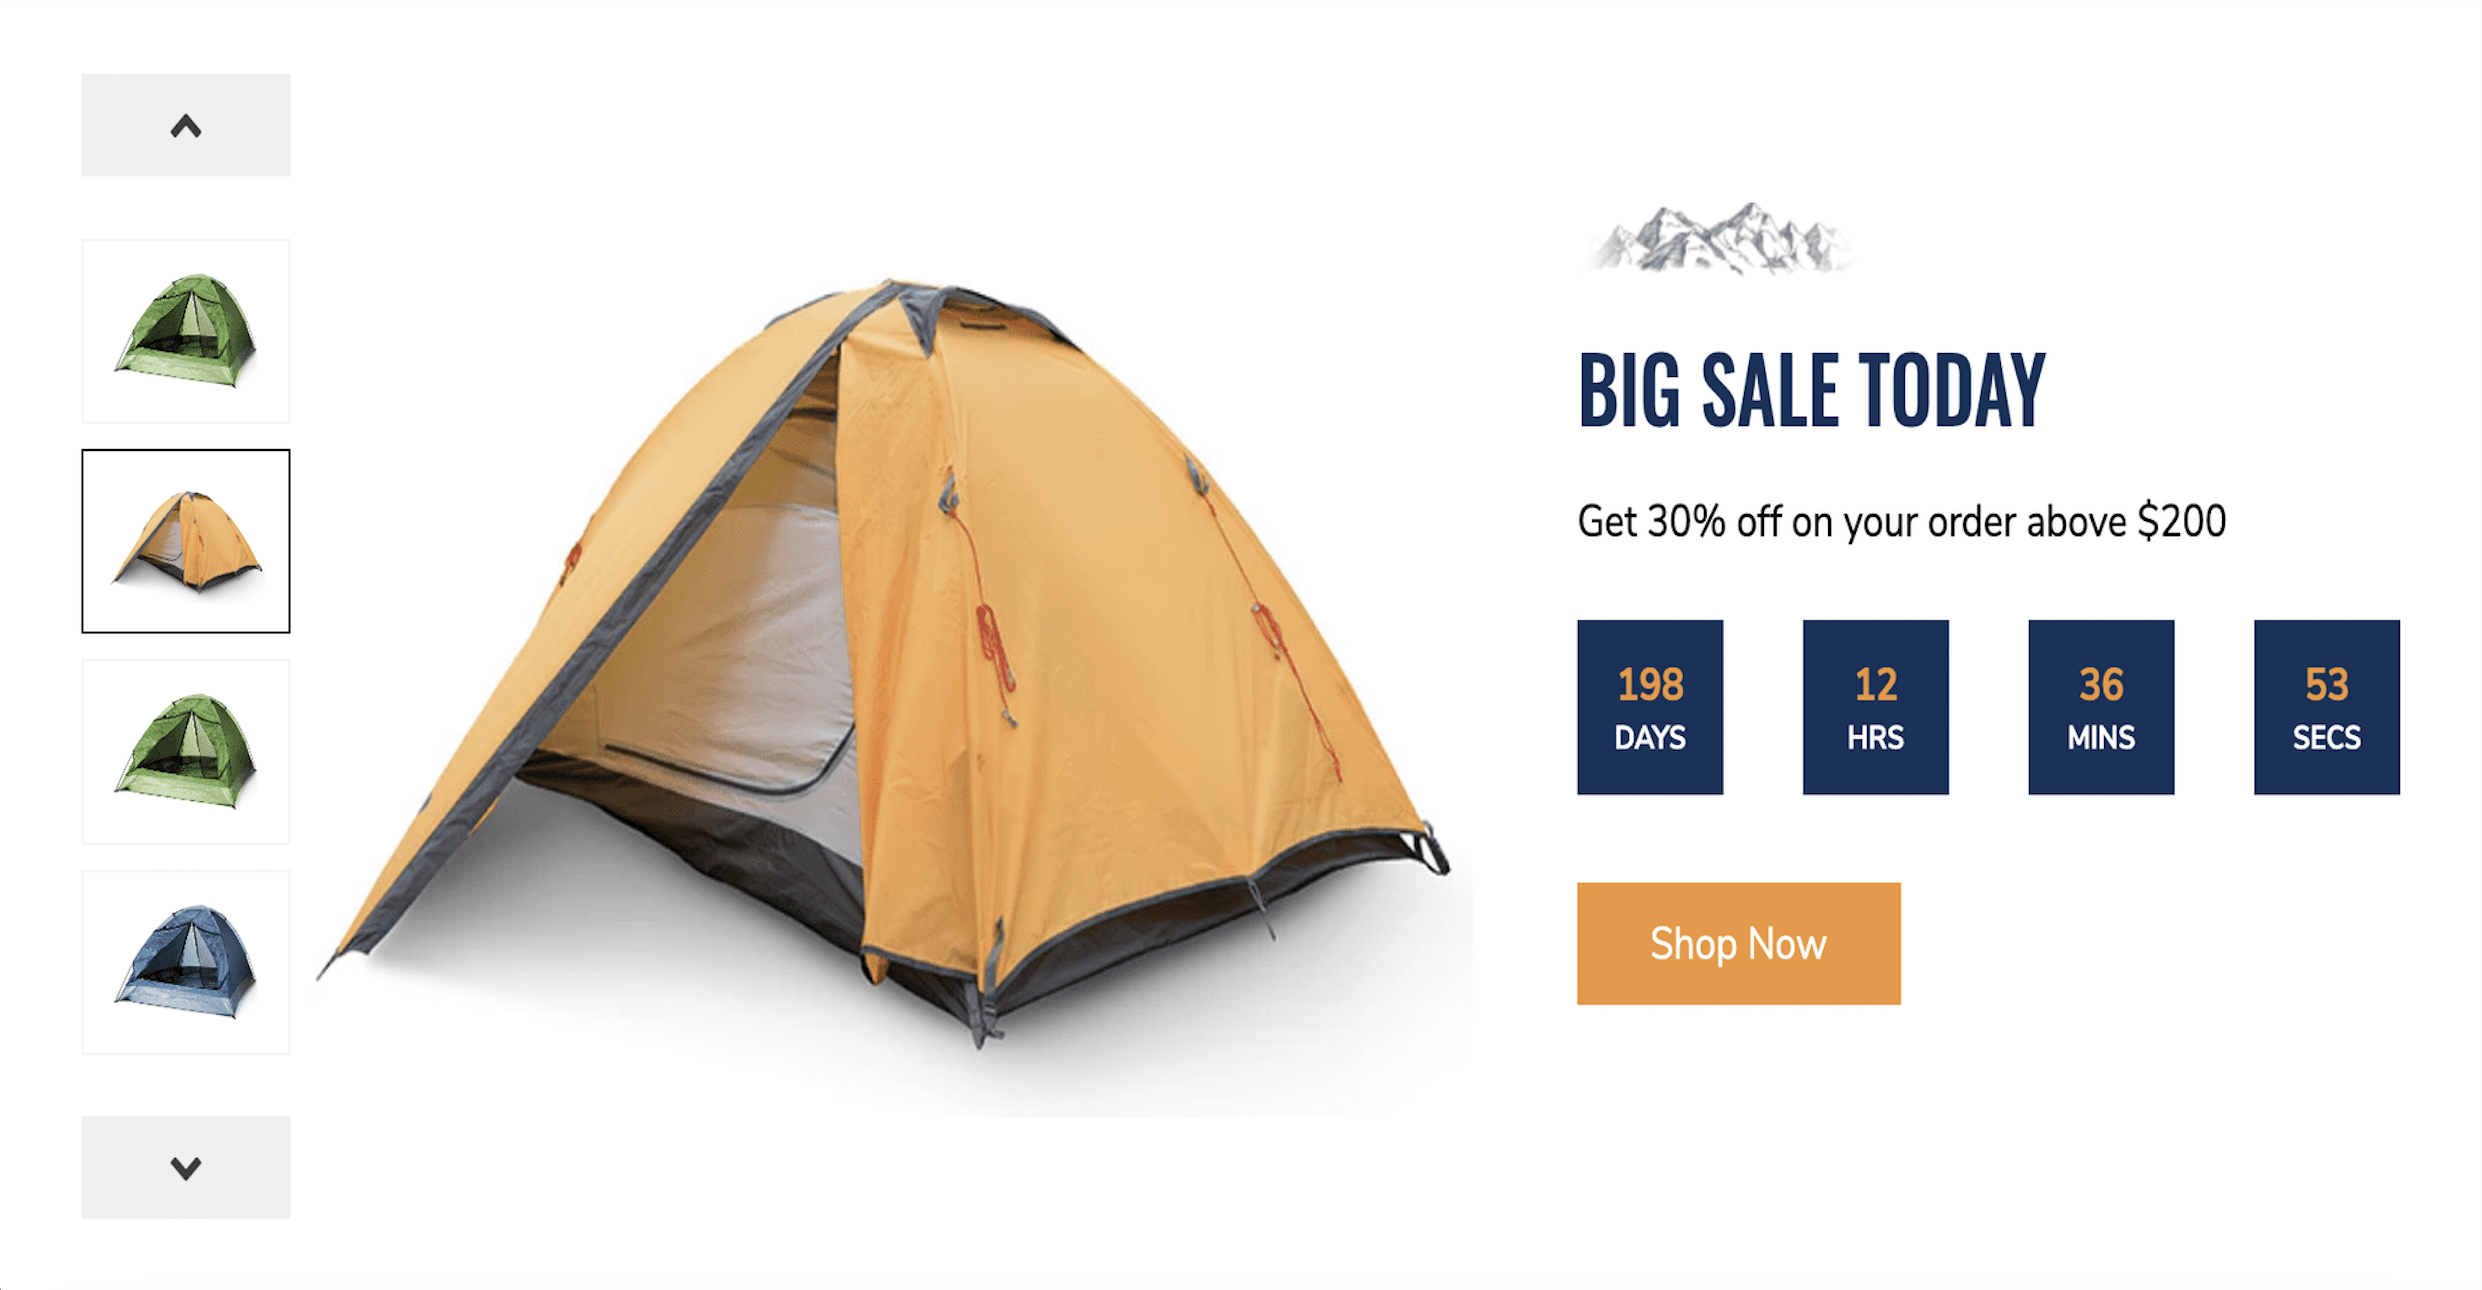 BIG SALE TODAY
Get 30% off on your order above $200
198 12 36 53
DAYS HRS MINS SECS
Shop Now